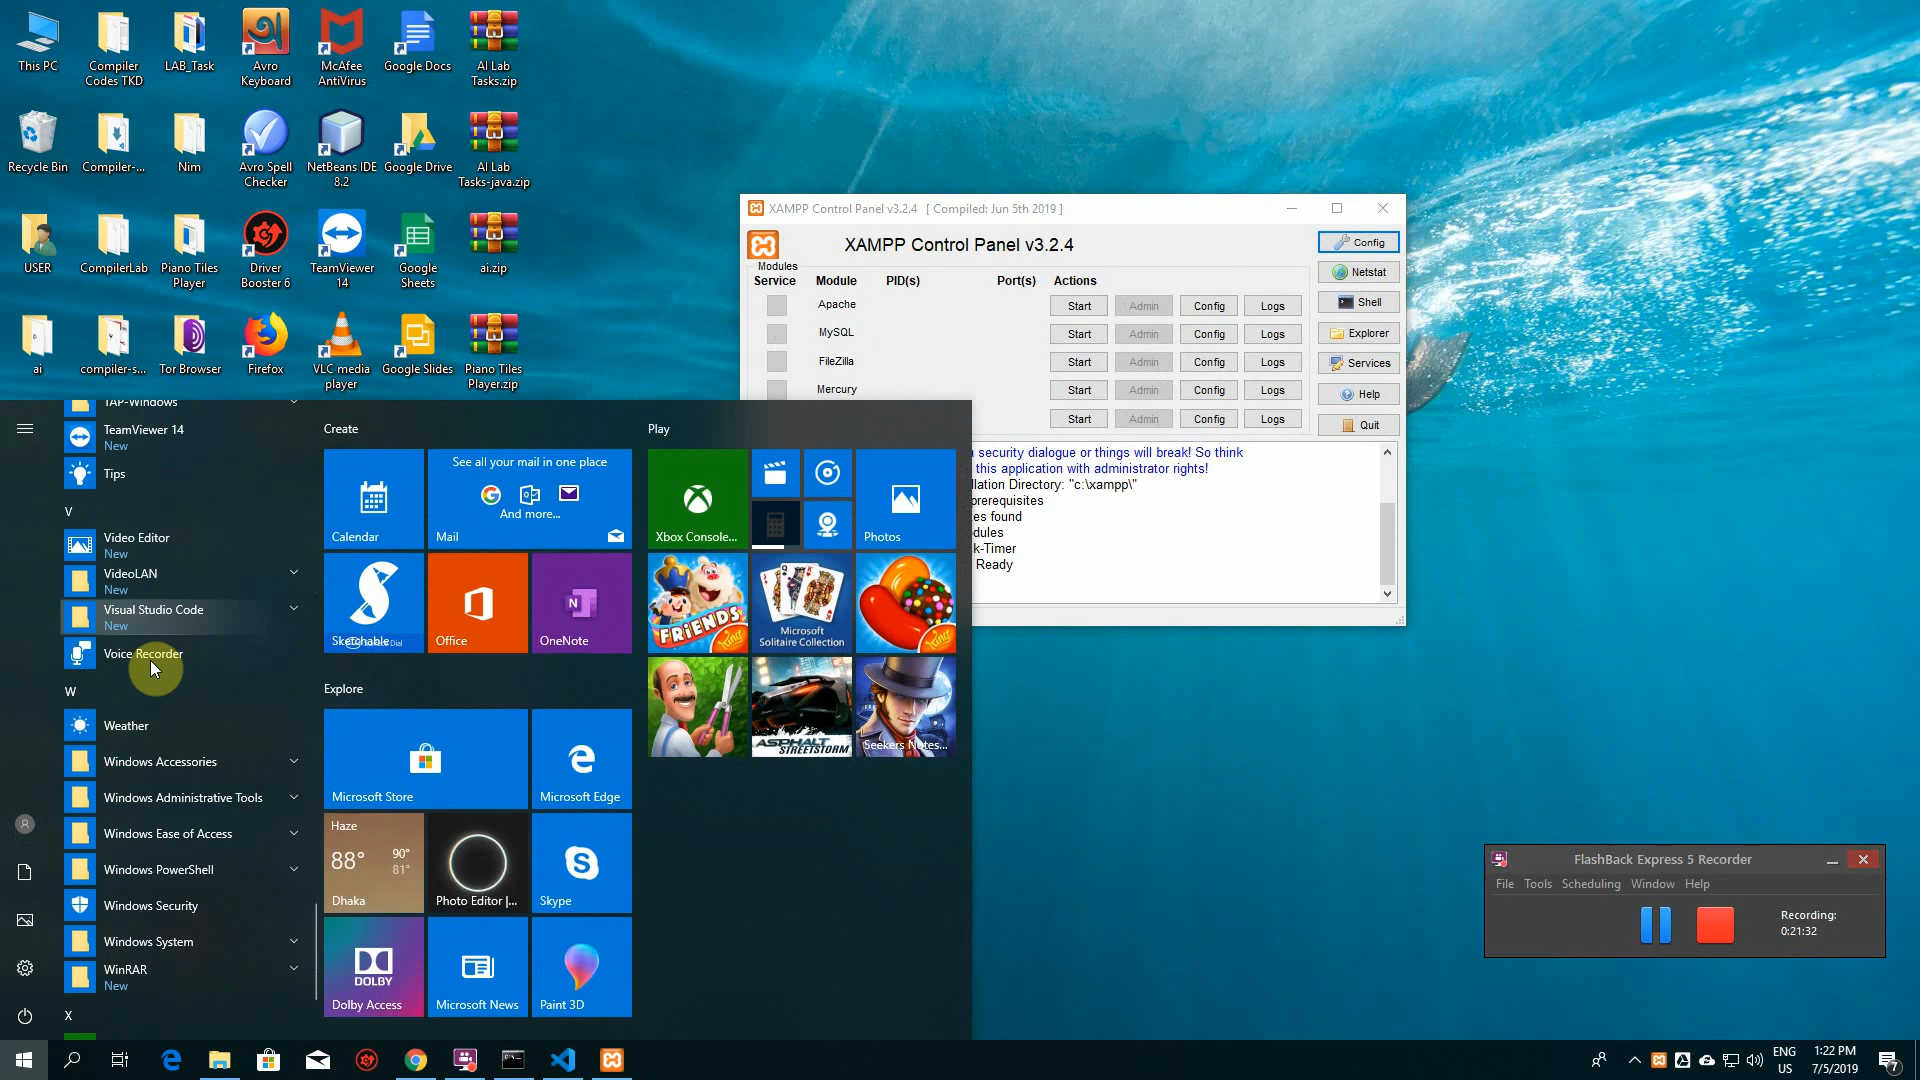 This PC
Compiler Codes TKD
LAB_Task
Avro Keyboard
McAfee AntiVirus
Google Docs
AI Lab Tasks.zip
Recycle Bin
Compiler-...
Nim
Avro Spell Checker
NetBeans IDE 8.2
Google Drive
AI Lab Tasks-java.zip
USER
CompilerLab
Piano Tiles Player
Driver Booster 6
TeamViewer 14
Google Sheets
ai.zip
ai
compiler-s...
Tor Browser
Firefox
VLC media player
Google Slides
Piano Tiles Player.zip
XAMPP Control Panel v3.2.4 [ Compiled: Jun 5th 2019 ]
XAMPP Control Panel v3.2.4
Config
Modules
Service Module PID(s) Port(s) Actions
Netstat
Apache Start Admin Config Logs
Shell
MySQL Start Admin Config Logs
Explorer
FileZilla Start Admin Config Logs
Services
Mercury Start Admin Config Logs
Help
Start Admin Config Logs
Quit
security dialogue or things will break! So think
this application with administrator rights!
llation Directory: "c:\xampp\"
prerequisites
es found
dules
k-Timer
Ready
TAP-Windows
TeamViewer 14
New
Tips
V
Video Editor
New
VideoLAN
New
Visual Studio Code
New
Voice Recorder
W
Weather
Windows Accessories
Windows Administrative Tools
Windows Ease of Access
Windows PowerShell
Windows Security
Windows System
WinRAR
New
X
Create
Calendar
See all your mail in one place
And more...
Mail
Sketchable
Office
N
OneNote
Explore
Microsoft Store
Microsoft Edge
Haze
88°
90°
81°
Dhaka
Photo Editor |...
Skype
DOLBY
Dolby Access
Microsoft News
Paint 3D
Play
Xbox Console...
Photos
FRIENDS
King
Microsoft
Solitaire Collection
King
ASPHALT
STREETSTORM
Seekers Notes...
FlashBack Express 5 Recorder
File Tools Scheduling Window Help
Recording:
0:21:32
ENG
US
1:22 PM
7/5/2019
7